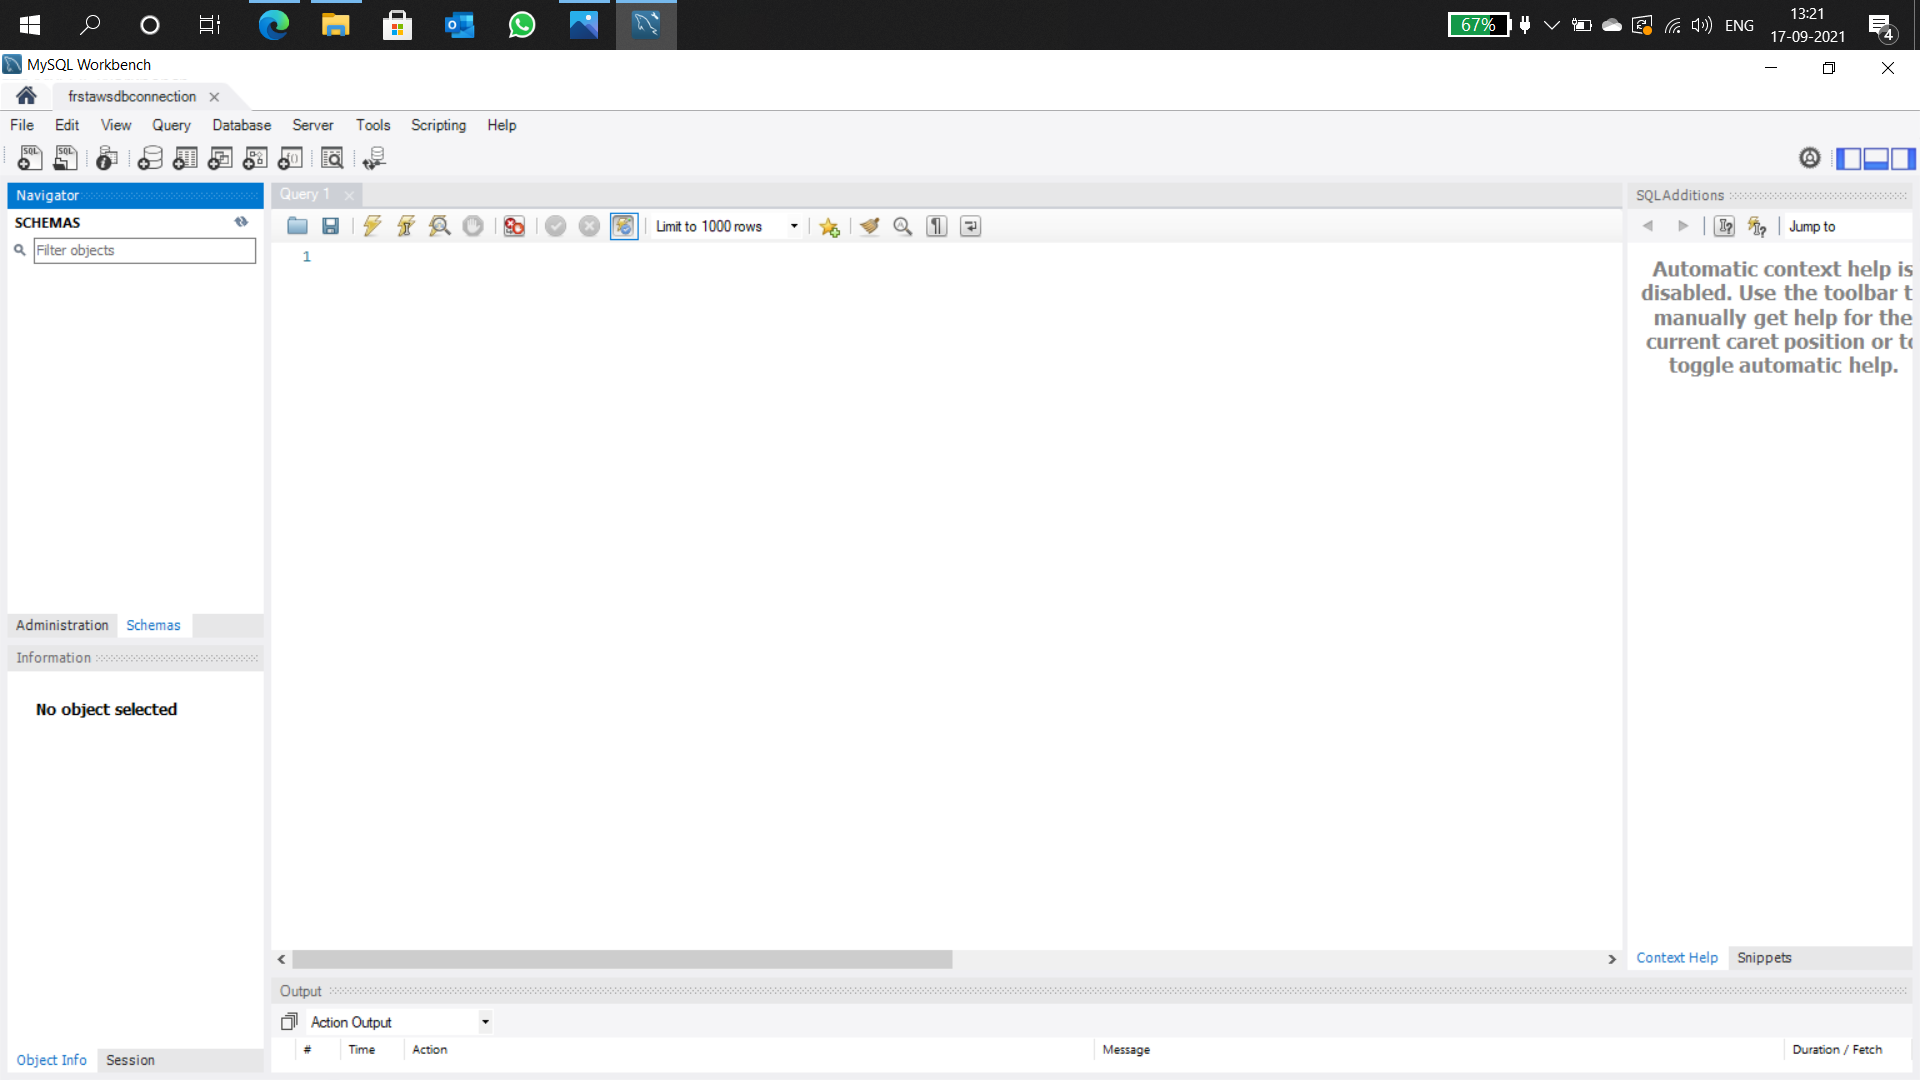 67%
ENG
13:21
17-09-2021
4
MySQL Workbench
frstawsdbconnection
File Edit View Query Database Server Tools Scripting Help
SQL SQL
Navigator
SCHEMAS
Filter objects
Administration Schemas
Information
No object selected
Object Info Session
Query 1
Limit to 1000 rows
1
SQLAdditions
Jump to
Automatic context help is
disabled. Use the toolbar t
manually get help for the
current caret position or to
toggle automatic help.
Context Help Snippets
Output
Action Output
# Time Action Message Duration / Fetch